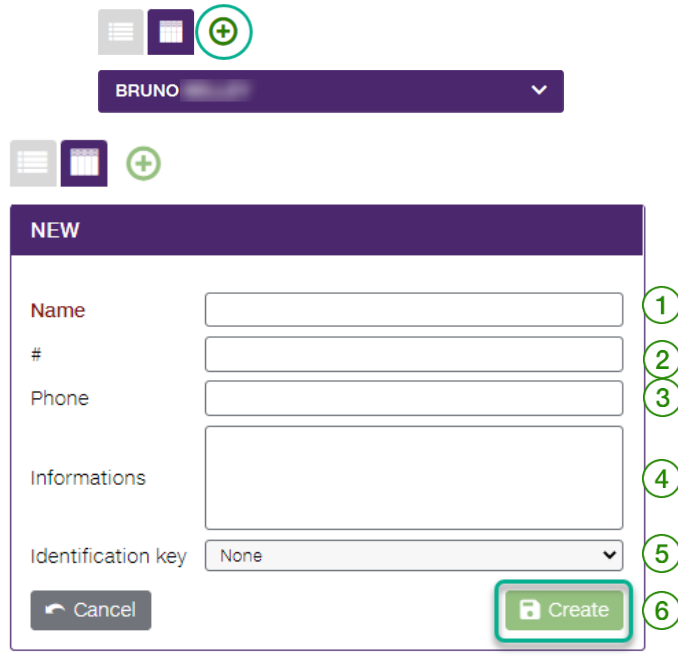 BRUNO
NEW
Name 1
# 2
Phone 3
Informations 4
Identification key None 5
Cancel Create 6